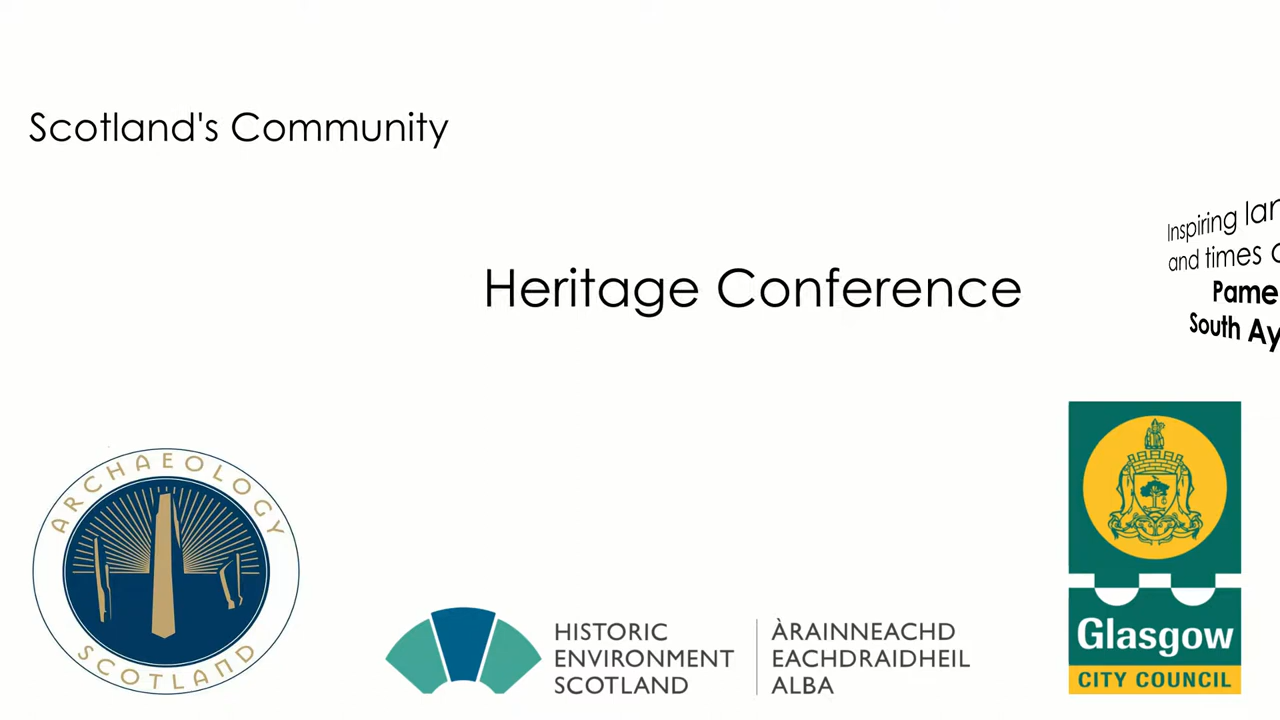 Scotland's Community
Heritage Conference
Inspiring
and times
South
ARCHAEOLOGY
SCOTLAND
HISTORIC
ENVIRONMENT
SCOTLAND
ÀRAINNEACHD
EACHDRAIDHEIL
ALBA
Glasgow
CITY COUNCIL